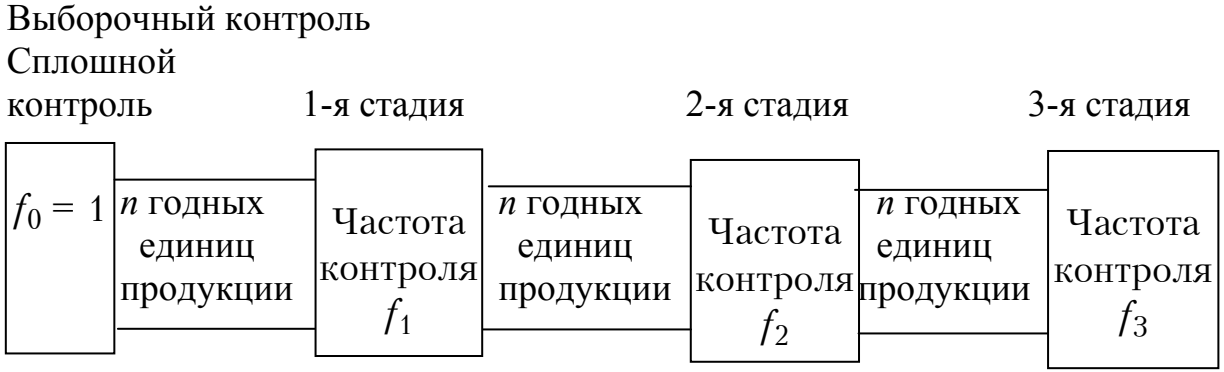 Выборочный контроль
Сплошной
контроль
1-я стадия
2-я стадия
3-я стадия
f₀ = 1
n годных
единиц
продукции
Частота
контроля
f₁
n годных
единиц
продукции
Частота
контроля
f₂
n годных
единиц
продукции
Частота
контроля
f₃